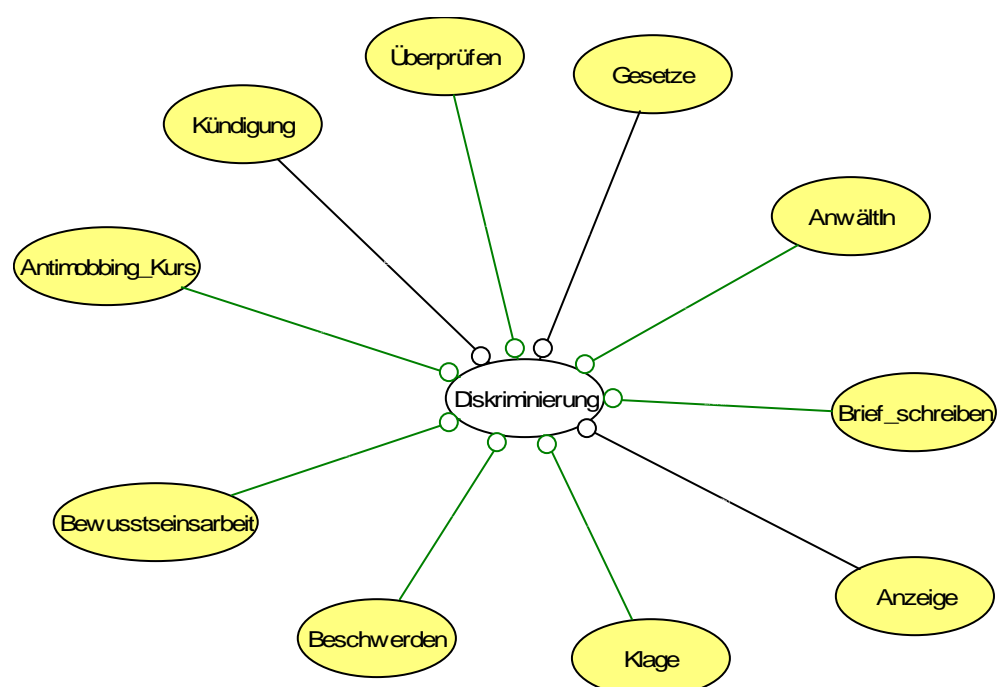 Überprüfen
Gesetze
Kündigung
AnwältIn
Antimobbing_Kurs
Diskriminierung
Brief_schreiben
Bewusstseinsarbeit
Anzeige
Beschwerden
Klage